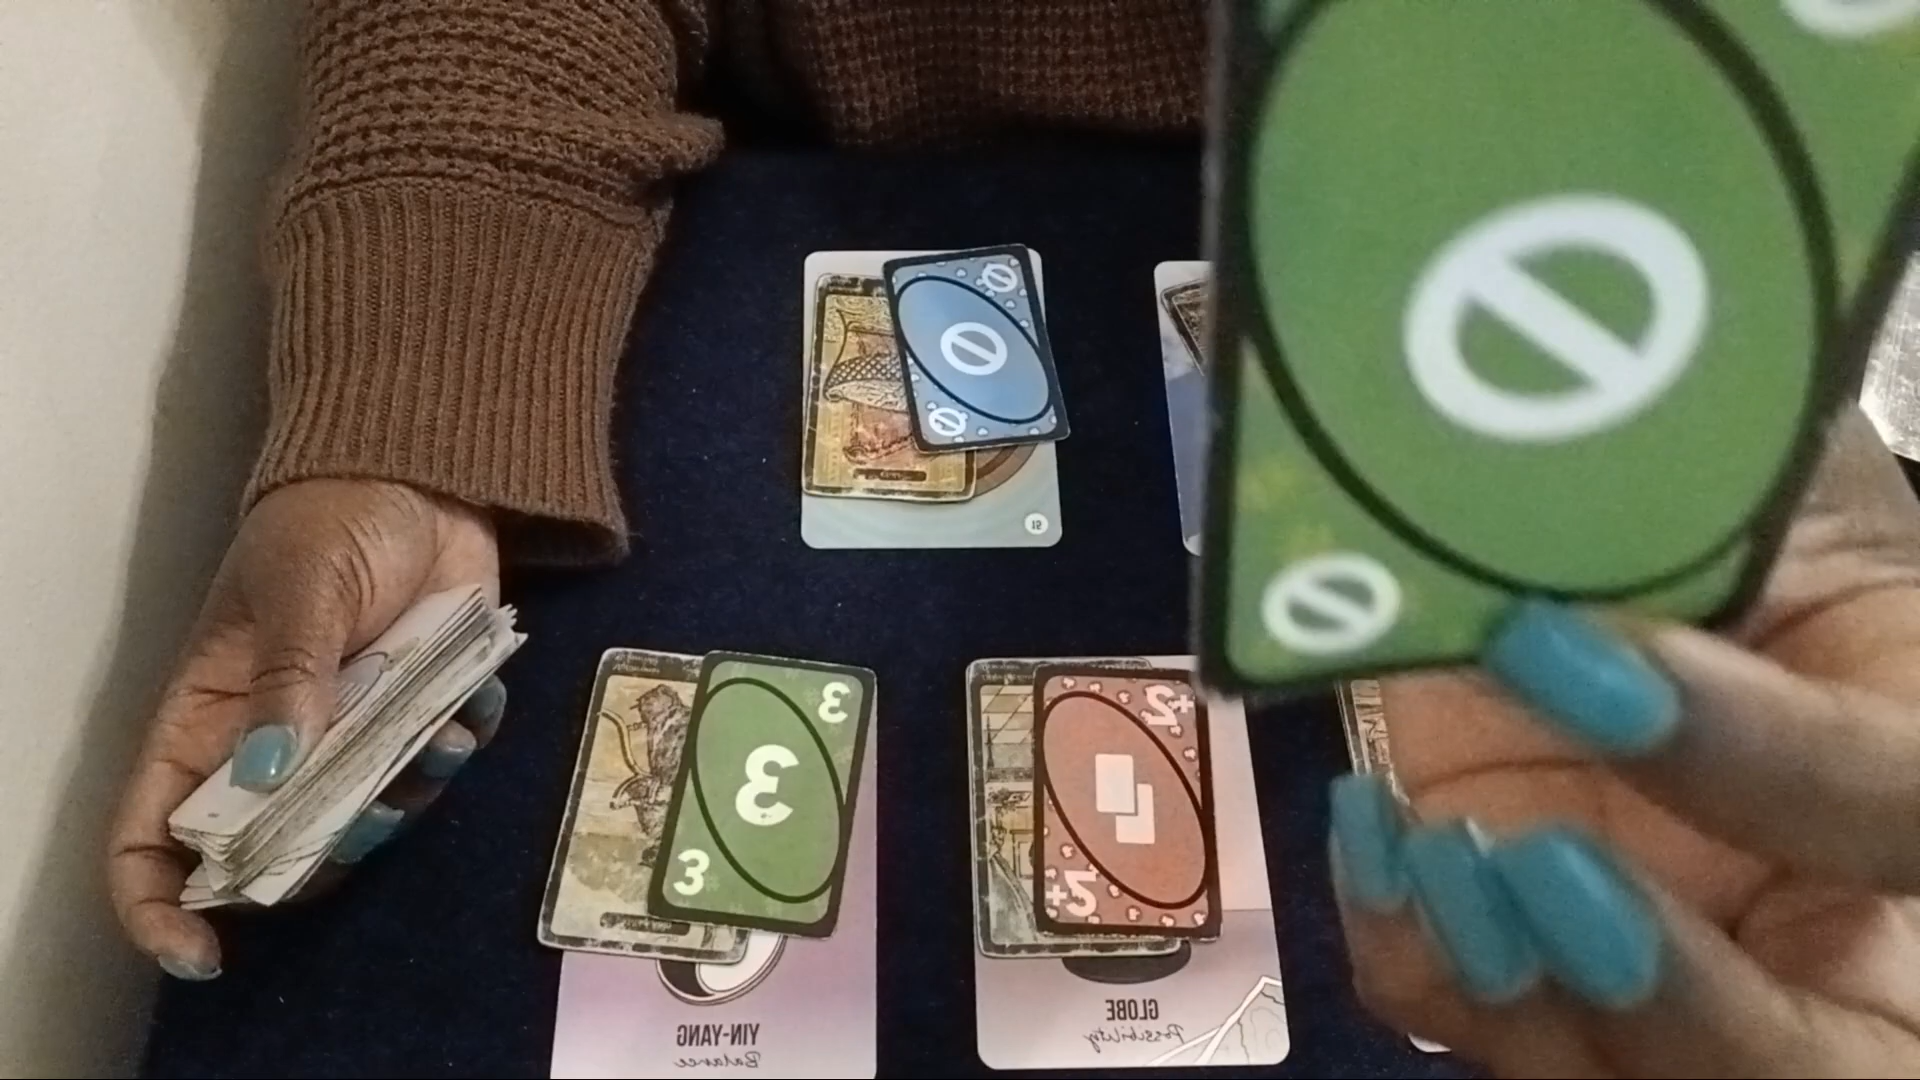 15
3
3
3
+2
+2
YIN-YANG
Balance
GLOBE
Possibility